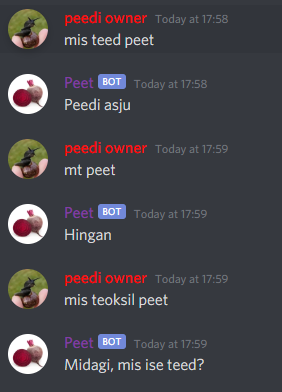 peedi owner Today at 17:58
mis teed peet
Peet BOT Today at 17:58
Peedi asju
peedi owner Today at 17:59
mt peet
Peet BOT Today at 17:59
Hingan
peedi owner Today at 17:59
mis teoksil peet
Peet BOT Today at 17:59
Midagi, mis ise teed?